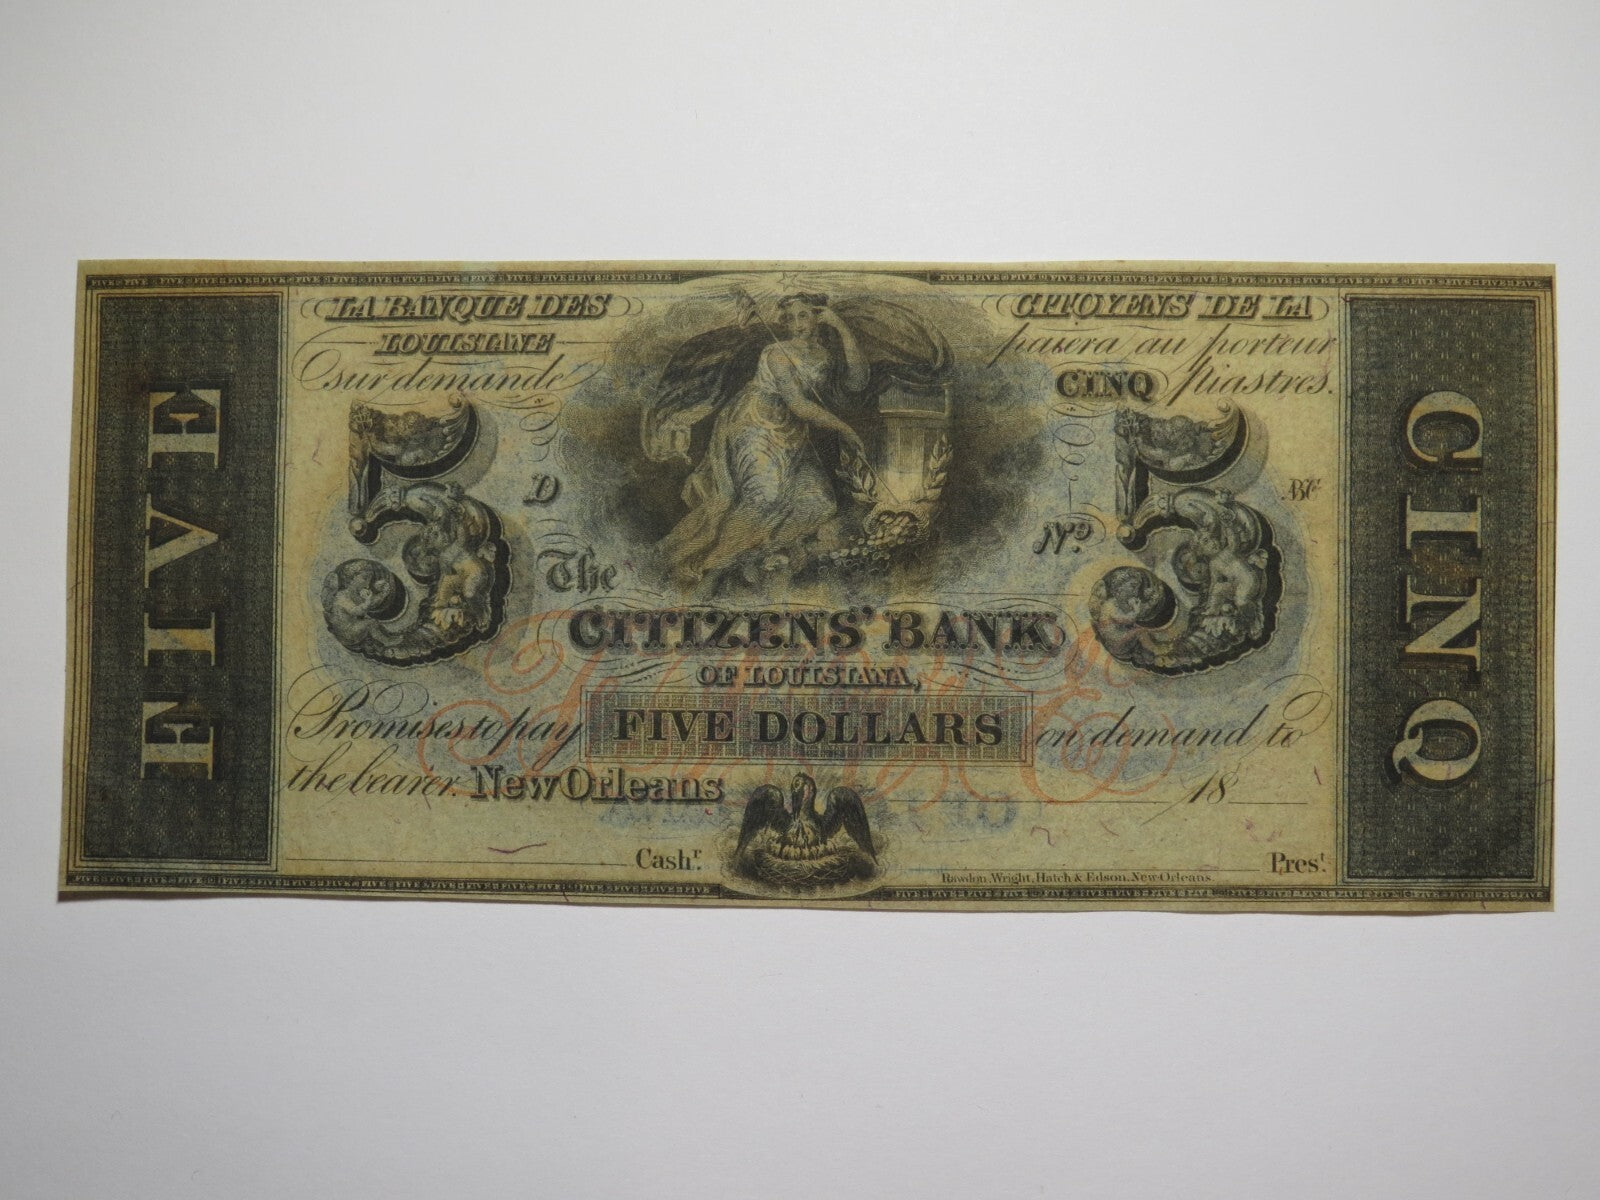 FIVE
LA BANQUE DES
CITOYENS DE LA
LOUISIANE
paiera au porteur
sur demande
CINQ piastres.
5
5
D
Nº
The
CITIZENS' BANK
OF LOUISIANA,
Promises to pay FIVE DOLLARS on demand to
the bearer. New Orleans 18
Cashr.
Rawdon, Wright, Hatch & Edson, New-Orleans.
Prest.
CINQ